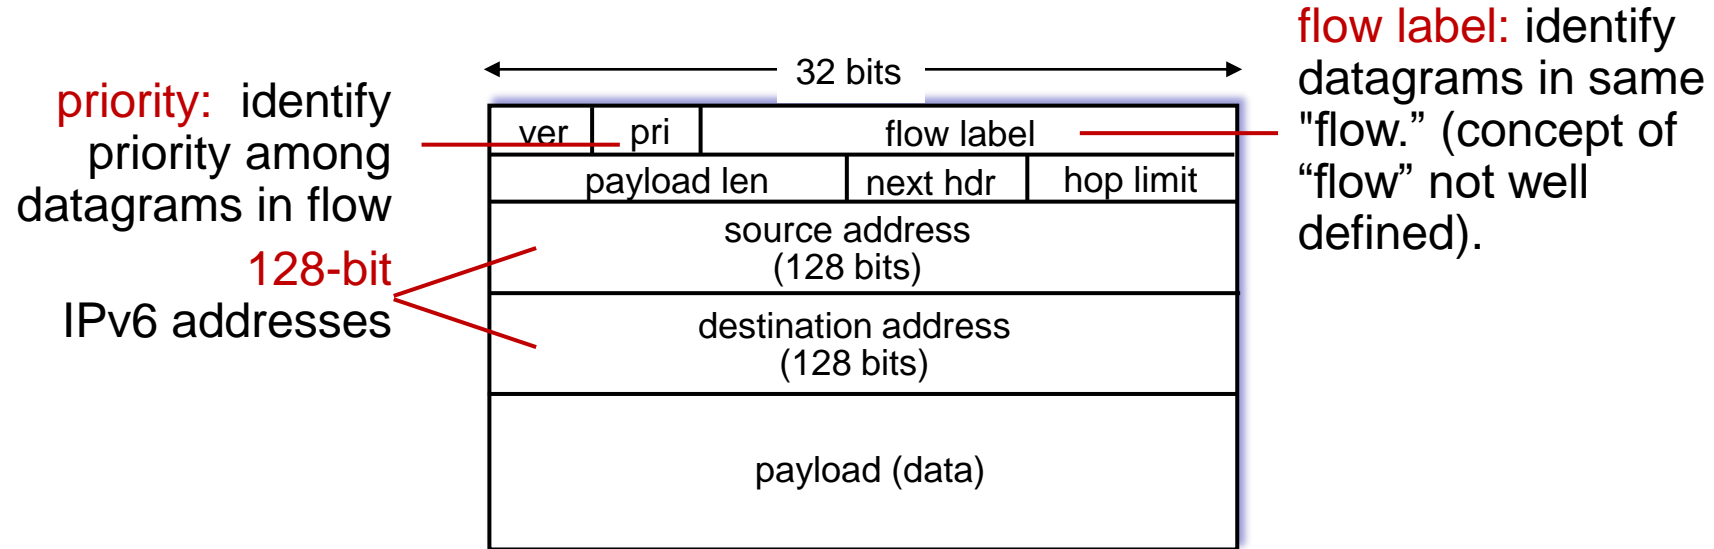 priority: identify
priority among
datagrams in flow
128-bit
IPv6 addresses
32 bits
ver pri flow label
payload len next hdr hop limit
source address
(128 bits)
destination address
(128 bits)
payload (data)
flow label: identify
datagrams in same
"flow.” (concept of
“flow” not well
defined).